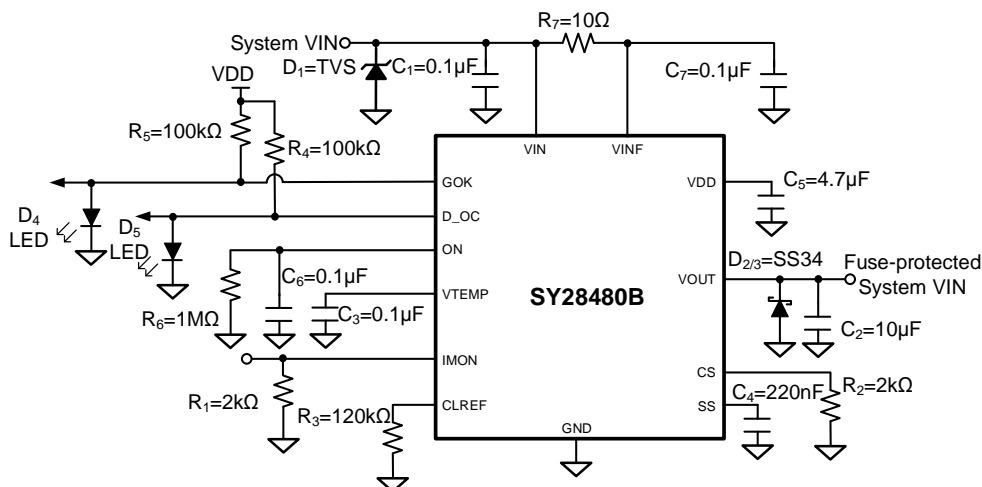 R7=10Ω
System VIN
D1=TVS
C1=0.1µF
C7=0.1µF
VDD
R5=100kΩ
R4=100kΩ
VIN
VINF
GOK
VDD
C5=4.7µF
D4
LED
D5
LED
D_OC
ON
C6=0.1µF
D2/3=SS34
Fuse-protected
System VIN
VOUT
VTEMP
SY28480B
R6=1MΩ
C3=0.1µF
C2=10µF
IMON
CS
R1=2kΩ
R3=120kΩ
CLREF
C4=220nF
R2=2kΩ
SS
GND